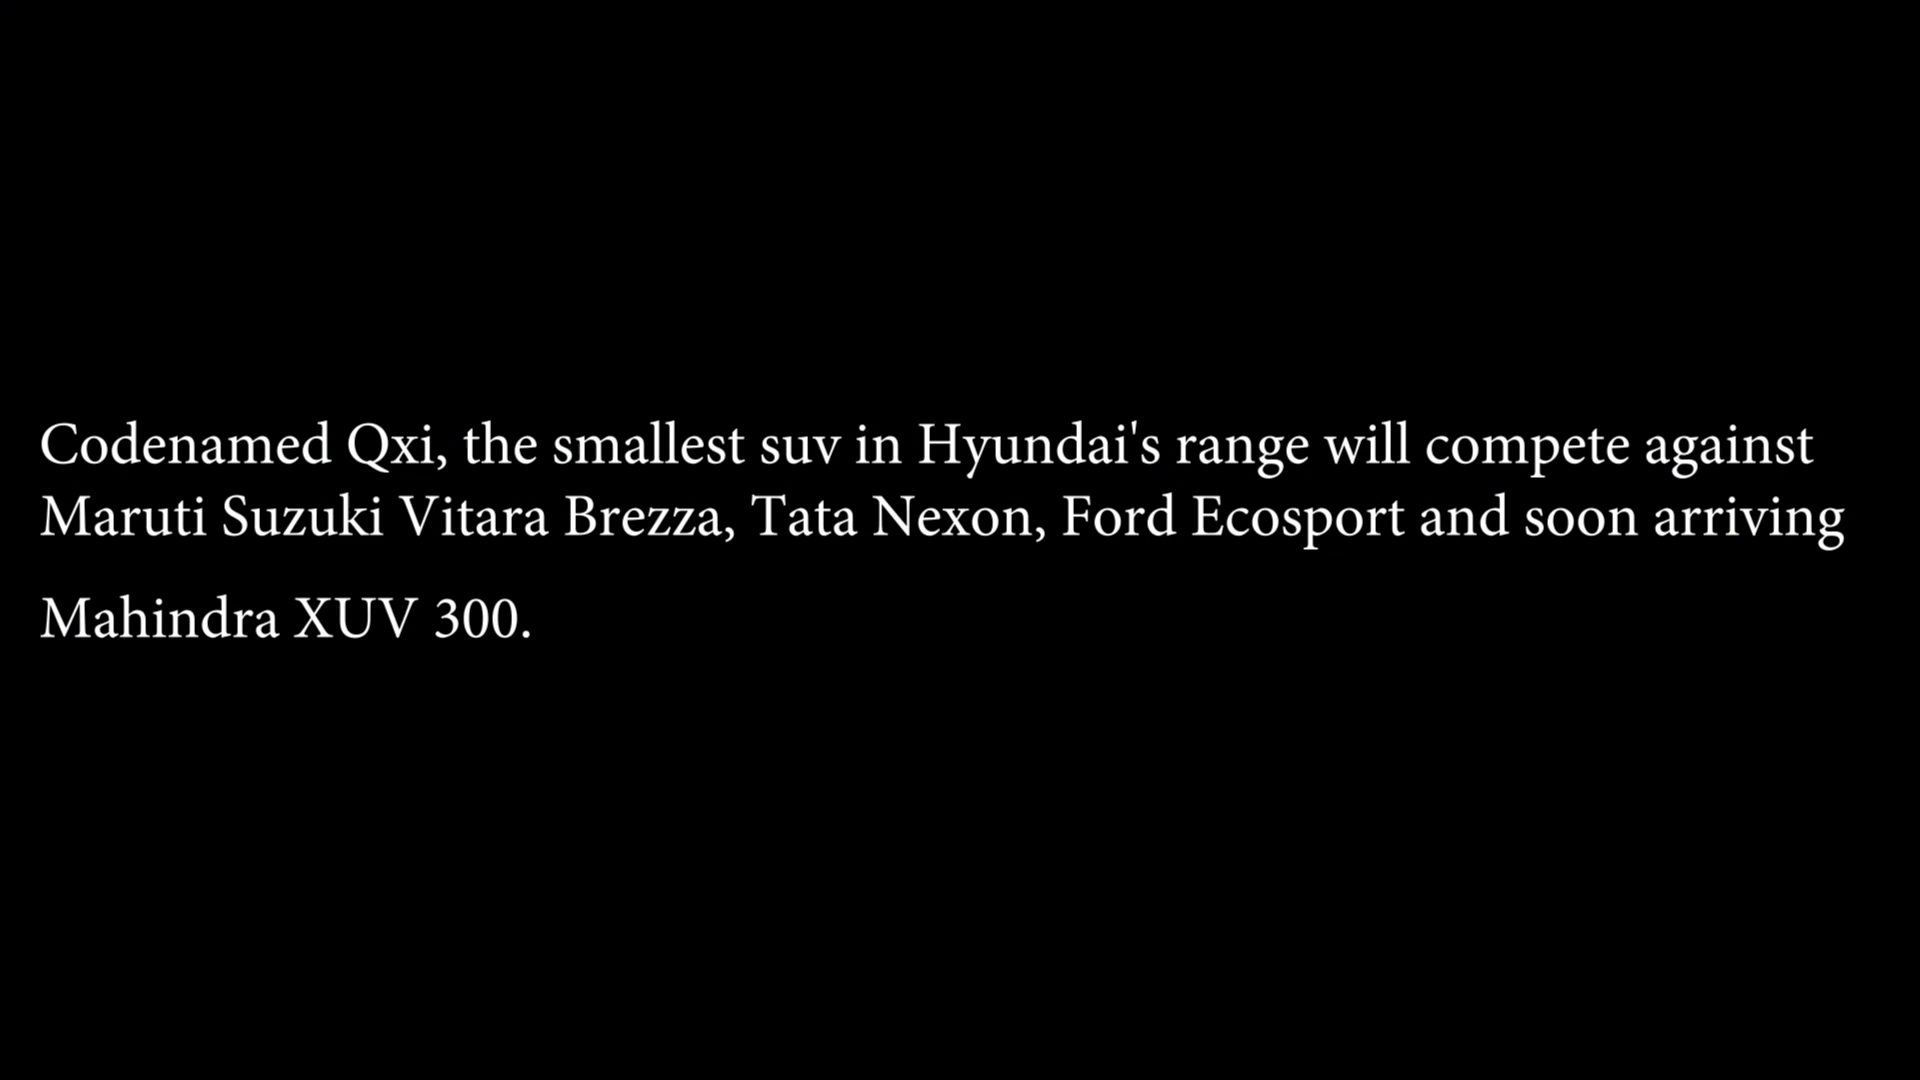 Codenamed Qxi, the smallest suv in Hyundai's range will compete against
Maruti Suzuki Vitara Brezza, Tata Nexon, Ford Ecosport and soon arriving
Mahindra XUV 300.